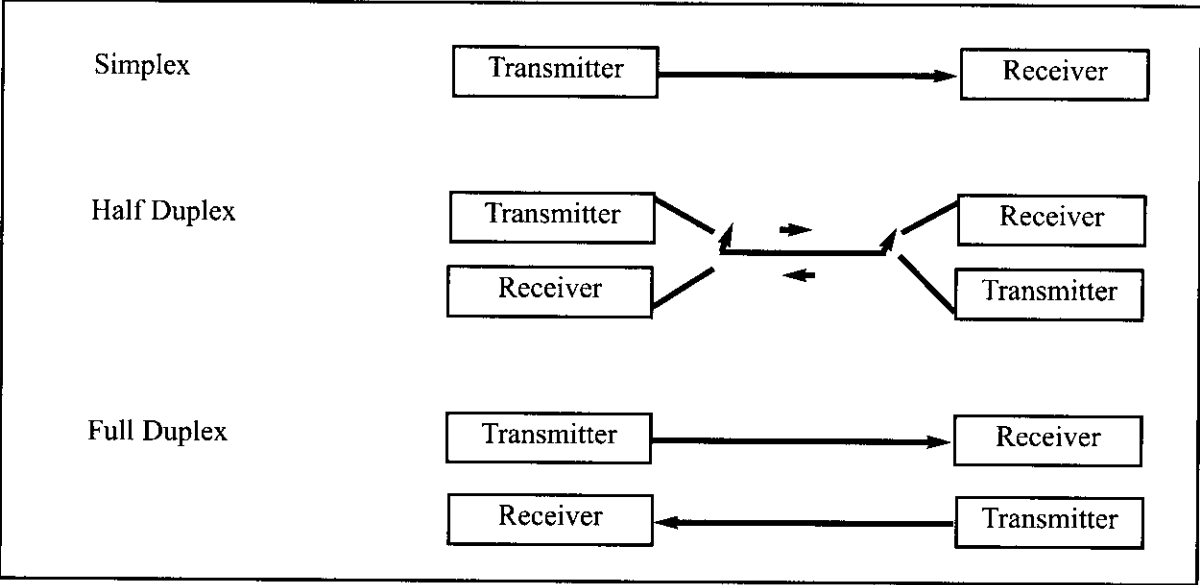 Simplex Transmitter Receiver
Half Duplex Transmitter Receiver
Receiver Transmitter
Full Duplex Transmitter Receiver
Receiver Transmitter